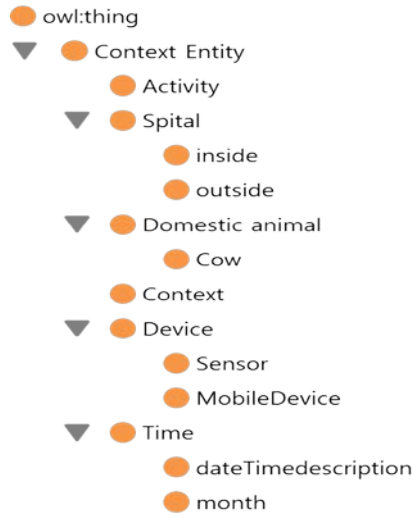 owl:thing
Context Entity
Activity
Spital
inside
outside
Domestic animal
Cow
Context
Device
Sensor
MobileDevice
Time
dateTimedescription
month